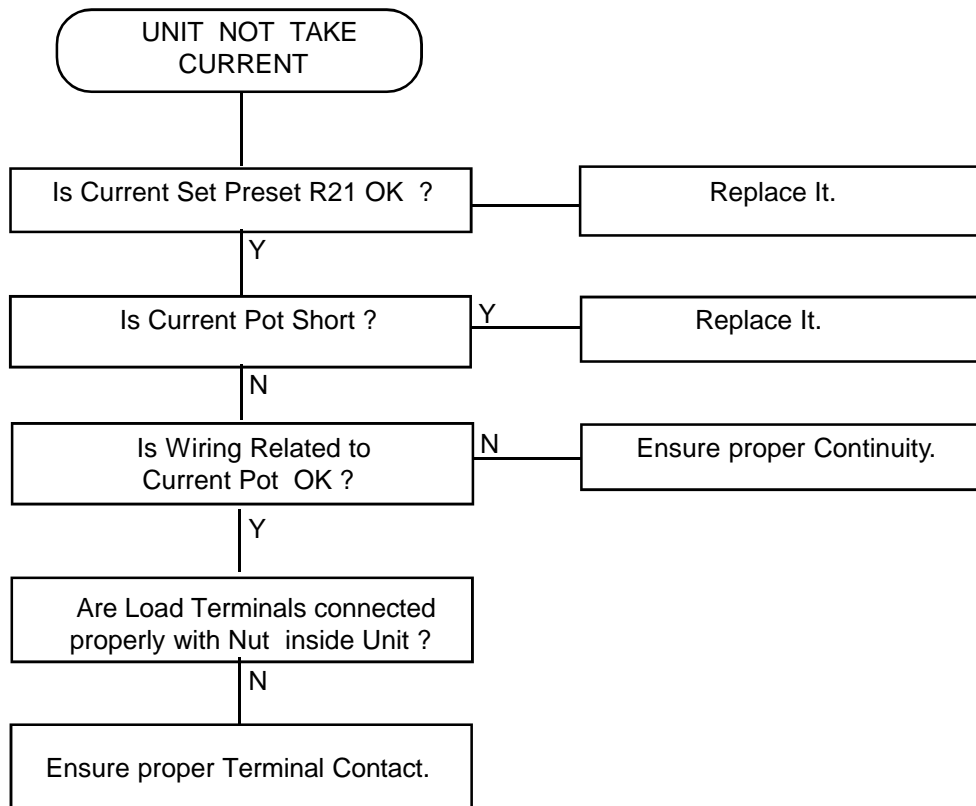 UNIT NOT TAKE
CURRENT
Is Current Set Preset R21 OK ?
Replace It.
Y
Is Current Pot Short ?
Y
Replace It.
N
Is Wiring Related to
Current Pot OK ?
N
Ensure proper Continuity.
Y
Are Load Terminals connected
properly with Nut inside Unit ?
N
Ensure proper Terminal Contact.